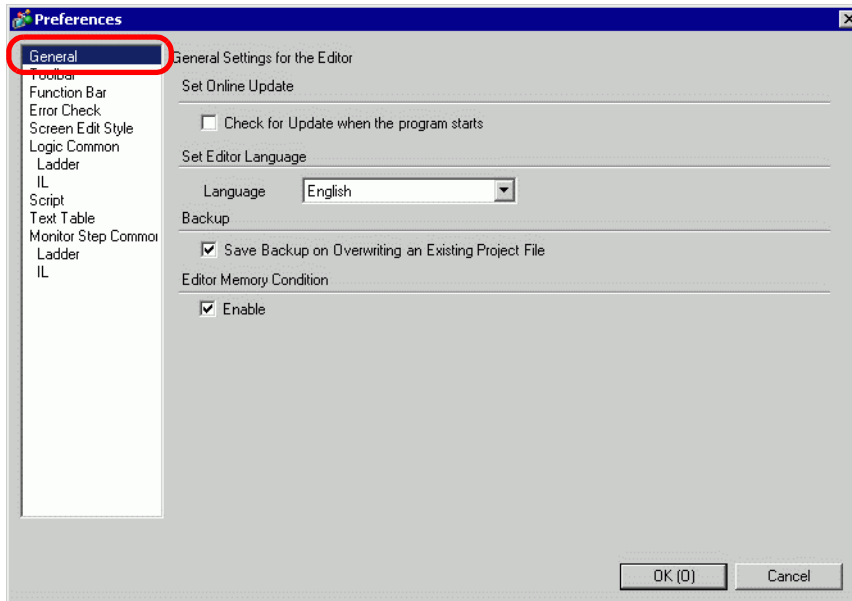 Preferences
General
Toolbar
Function Bar
Error Check
Screen Edit Style
Logic Common
Ladder
IL
Script
Text Table
Monitor Step Commo
Ladder
IL
General Settings for the Editor
Set Online Update
Check for Update when the program starts
Set Editor Language
Language English
Backup
Save Backup on Overwriting an Existing Project File
Editor Memory Condition
Enable
OK (O) Cancel